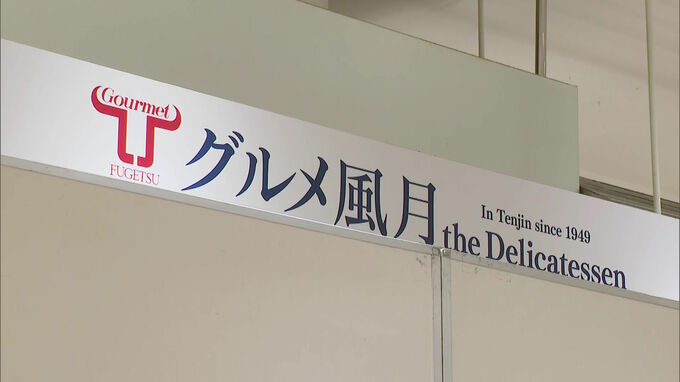 Gourmet
FUGETSU
グルメ風月
In Tenjin since 1949
the Delicatessen